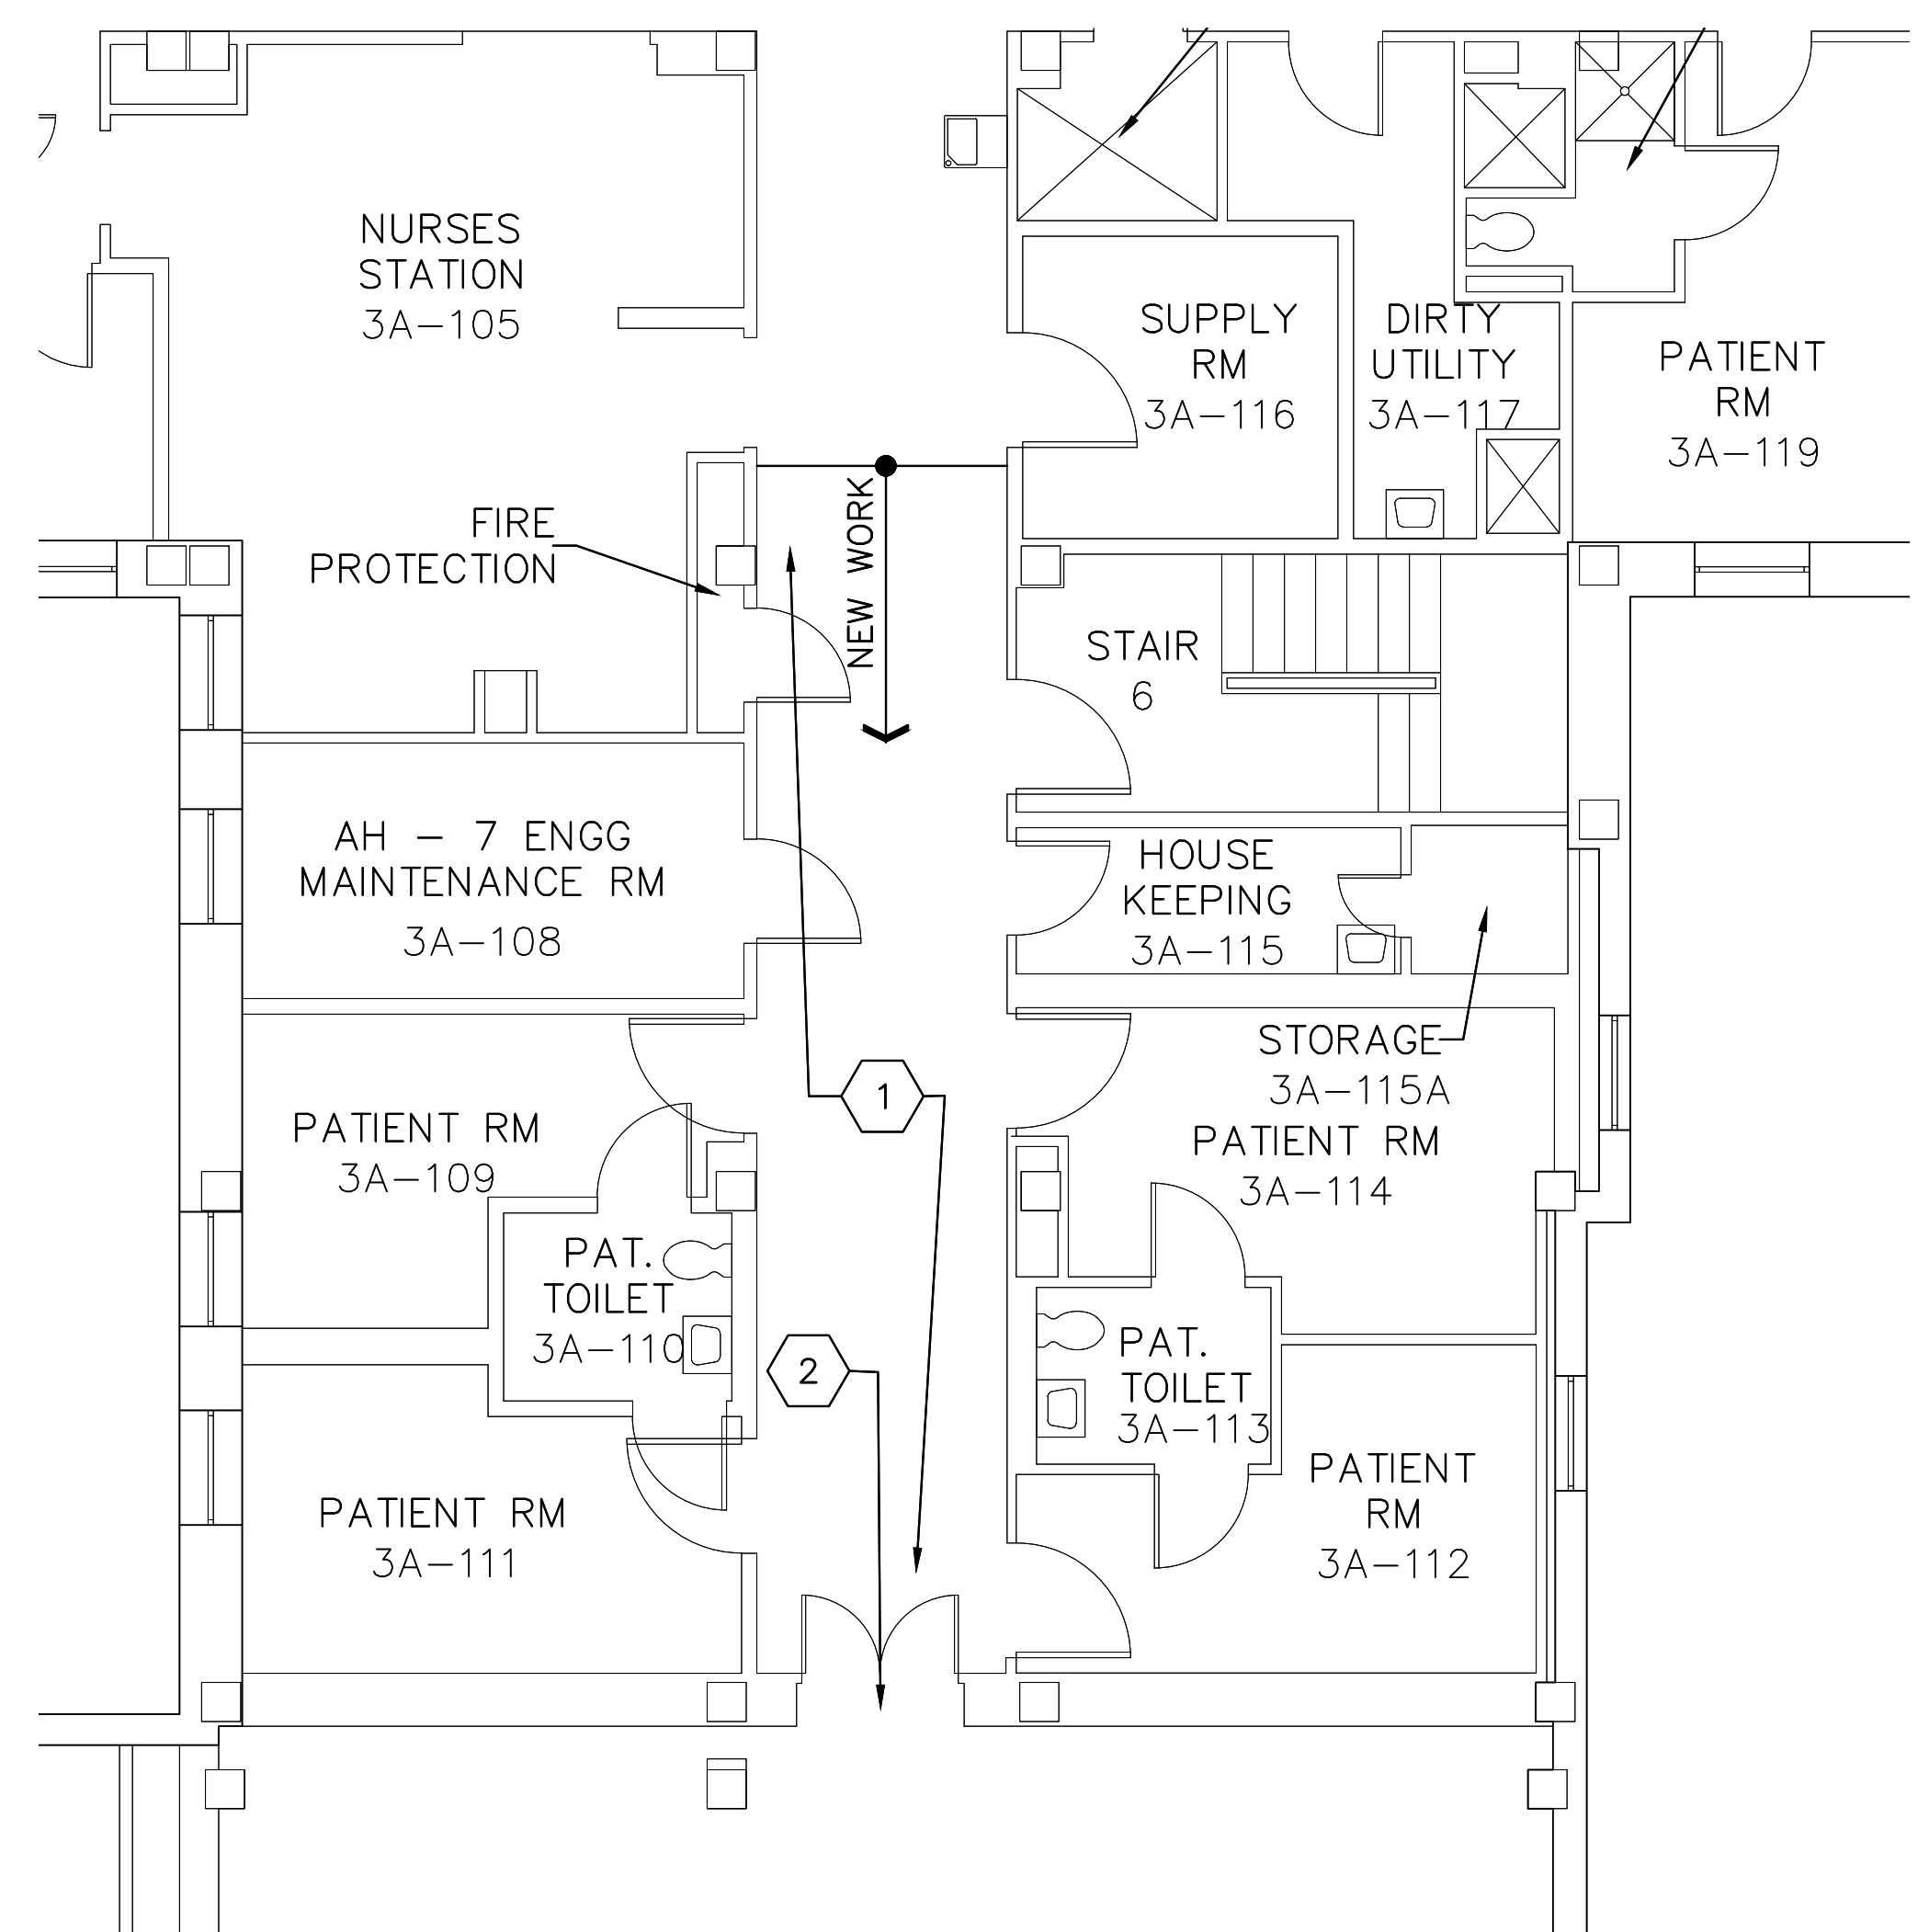 NURSES
STATION
3A-105
SUPPLY
RM
3A-116
DIRTY
UTILITY
3A-117
PATIENT
RM
3A-119
FIRE
PROTECTION
NEW WORK
STAIR
6
AH - 7 ENGG
MAINTENANCE RM
3A-108
HOUSE
KEEPING
3A-115
STORAGE
3A-115A
1
PATIENT RM
3A-109
PATIENT RM
3A-114
PAT.
TOILET
3A-110
2
PAT.
TOILET
3A-113
PATIENT RM
3A-111
PATIENT
RM
3A-112